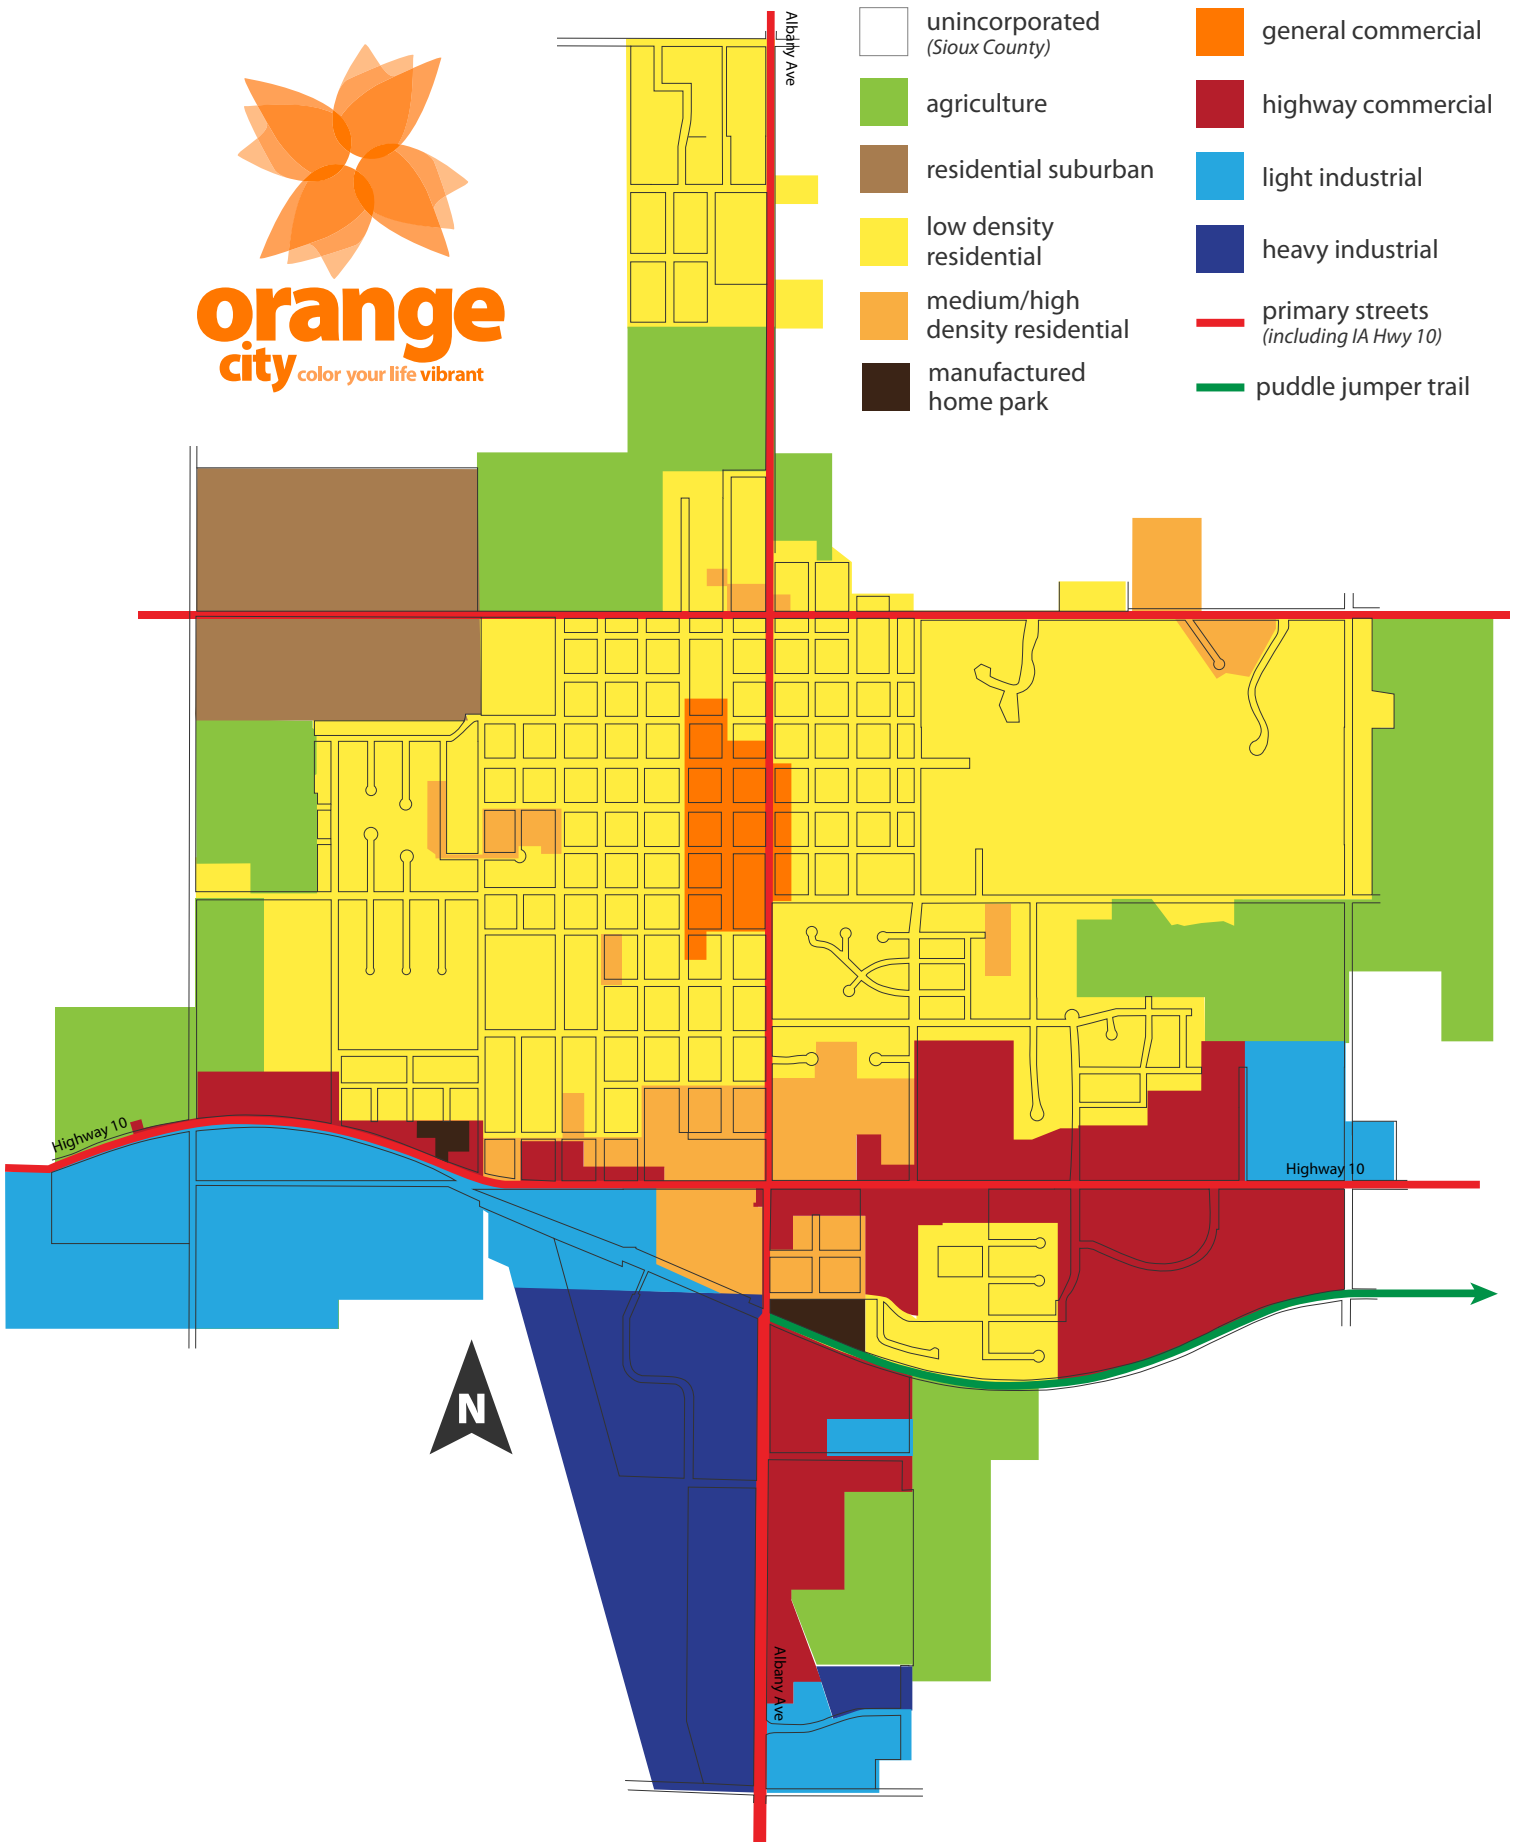 Albany Ave
unincorporated
(Sioux County)
agriculture
residential suburban
low density
residential
medium/high
density residential
manufactured
home park
general commercial
highway commercial
light industrial
heavy industrial
primary streets
(including IA Hwy 10)
puddle jumper trail
orange
city color your life vibrant
Highway 10
Highway 10
N
Albany Ave